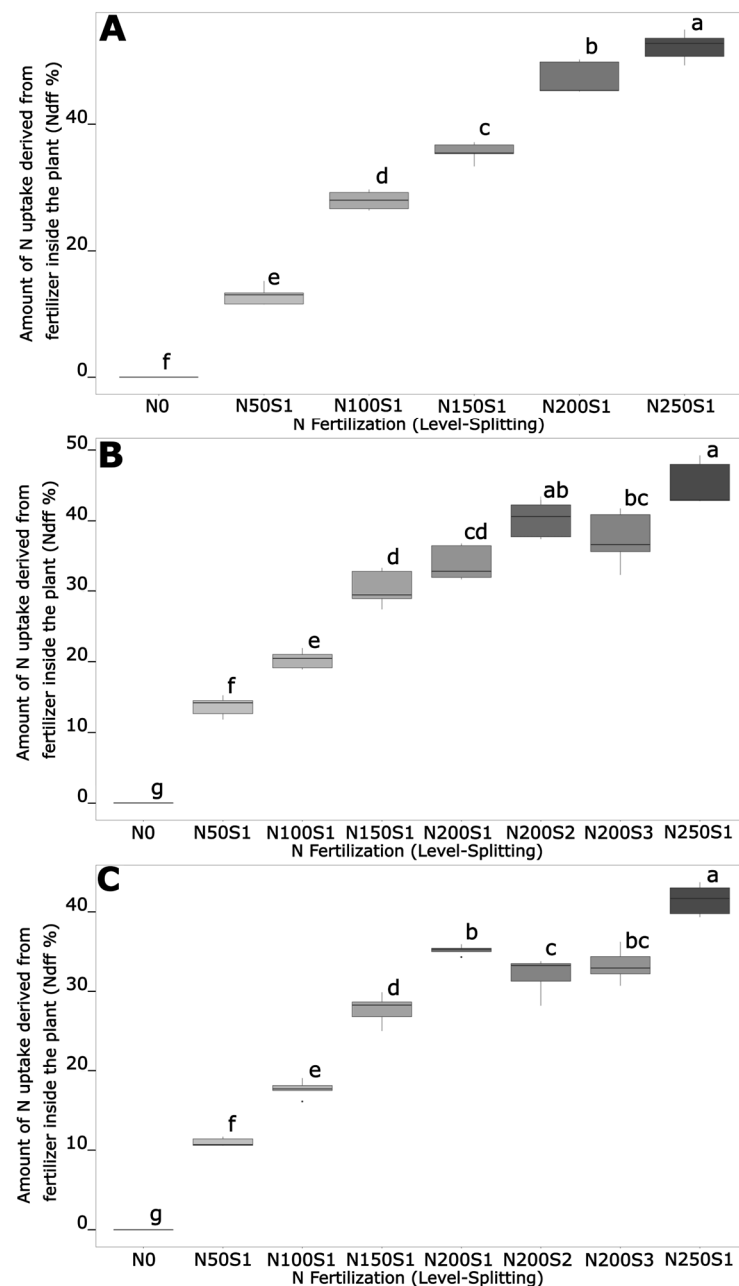 A
Amount of N uptake derived from
fertilizer inside the plant (Ndff %)
a
b
40
c
d
20
e
f
0
N0 N50S1 N100S1 N150S1 N200S1 N250S1
N Fertilization (Level-Splitting)
B
Amount of N uptake derived from
fertilizer inside the plant (Ndff %)
50
a
ab
bc
40
cd
d
30
e
20
f
10
g
0
N0 N50S1 N100S1 N150S1 N200S1 N200S2 N200S3 N250S1
N Fertilization (Level-Splitting)
C
Amount of N uptake derived from
fertilizer inside the plant (Ndff %)
a
40
b
bc
c
30
d
20
e
f
10
g
0
N0 N50S1 N100S1 N150S1 N200S1 N200S2 N200S3 N250S1
N Fertilization (Level-Splitting)